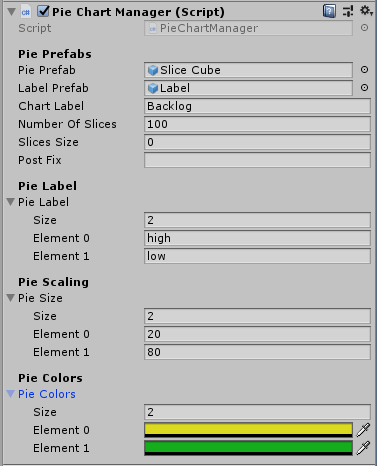 Pie Chart Manager (Script)
Script PieChartManager
Pie Prefabs
Pie Prefab Slice Cube
Label Prefab Label
Chart Label Backlog
Number Of Slices 100
Slices Size 0
Post Fix
Pie Label
Pie Label
Size 2
Element 0 high
Element 1 low
Pie Scaling
Pie Size
Size 2
Element 0 20
Element 1 80
Pie Colors
Pie Colors
Size 2
Element 0
Element 1